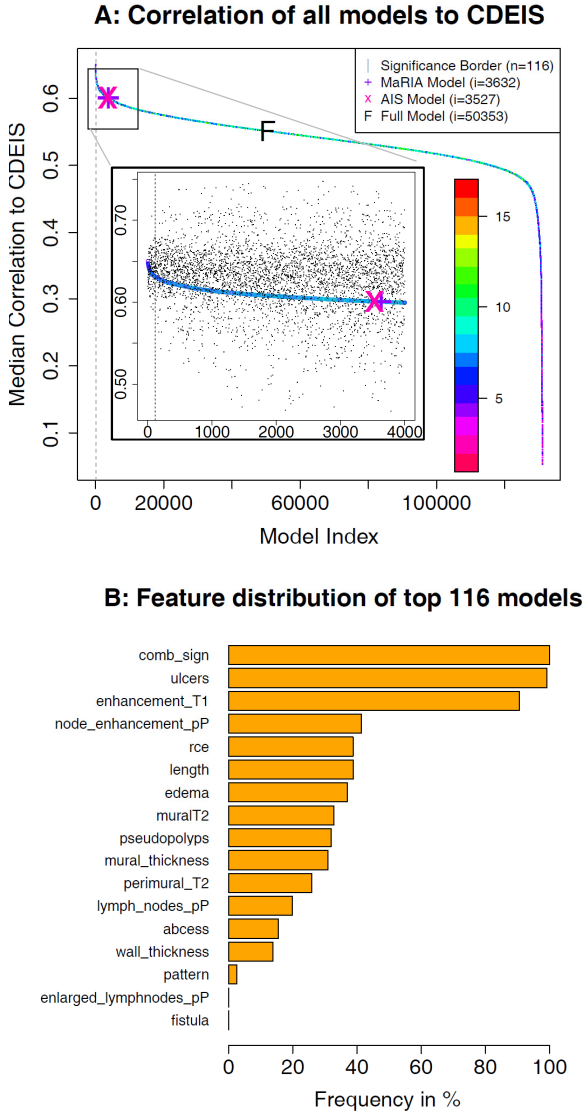 A: Correlation of all models to CDEIS
Significance Border (n=116)
MaRIA Model (i=3632)
X AIS Model (i=3527)
F Full Model (i=50353)
0.6
0.5
0.4
0.3
0.2
0.1
Median Correlation to CDEIS
F
X
0.70
0.60
0.50
X
0 1000 2000 3000 4000
15
10
5
0 20000 60000 100000
Model Index
B: Feature distribution of top 116 models
comb_sign
ulcers
enhancement_T1
node_enhancement_pP
rce
length
edema
muralT2
pseudopolyps
mural_thickness
perimural_T2
lymph_nodes_pP
abcess
wall_thickness
pattern
enlarged_lymphnodes_pP
fistula
0 20 40 60 80 100
Frequency in %